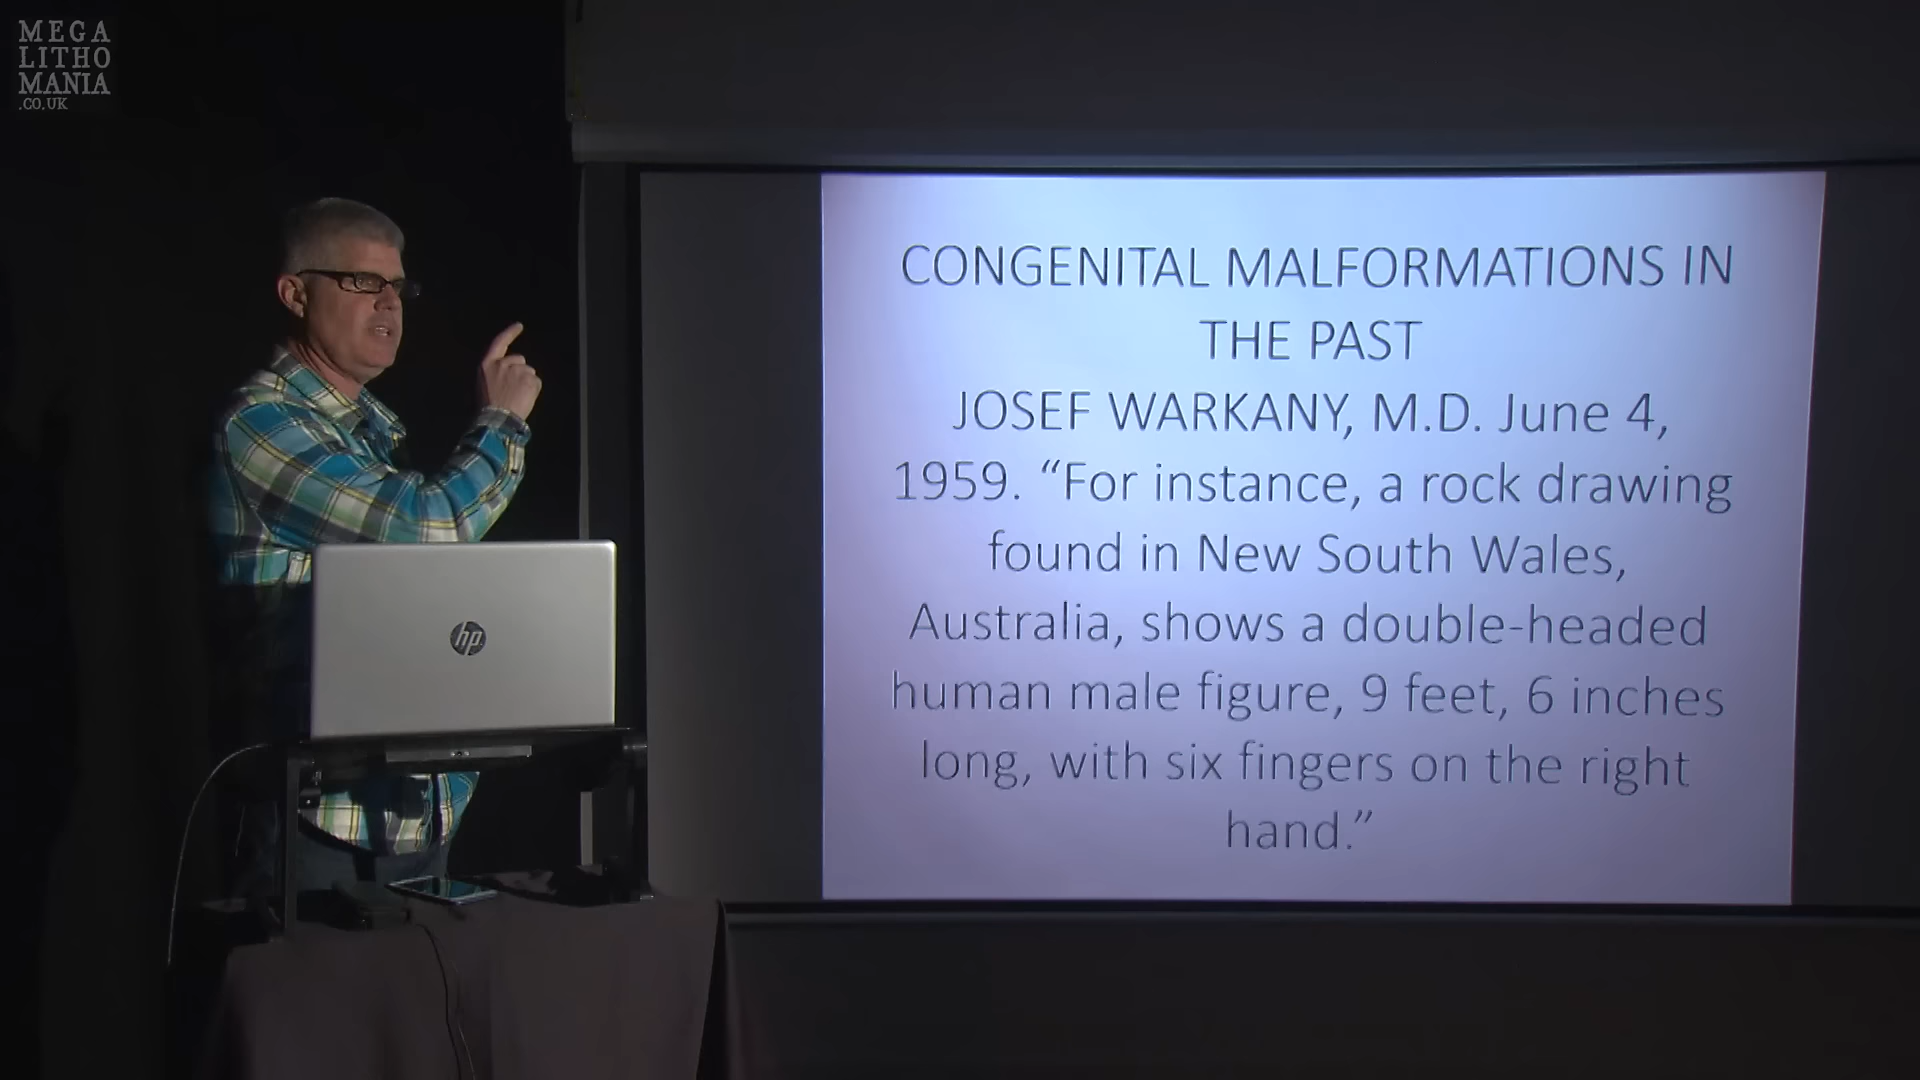 MEGA
LITHO
MANIA
.CO.UK
CONGENITAL MALFORMATIONS IN
THE PAST
JOSEF WARKANY, M.D. June 4,
1959. “For instance, a rock drawing
found in New South Wales,
Australia, shows a double-headed
human male figure, 9 feet, 6 inches
long, with six fingers on the right
hand.”
hp